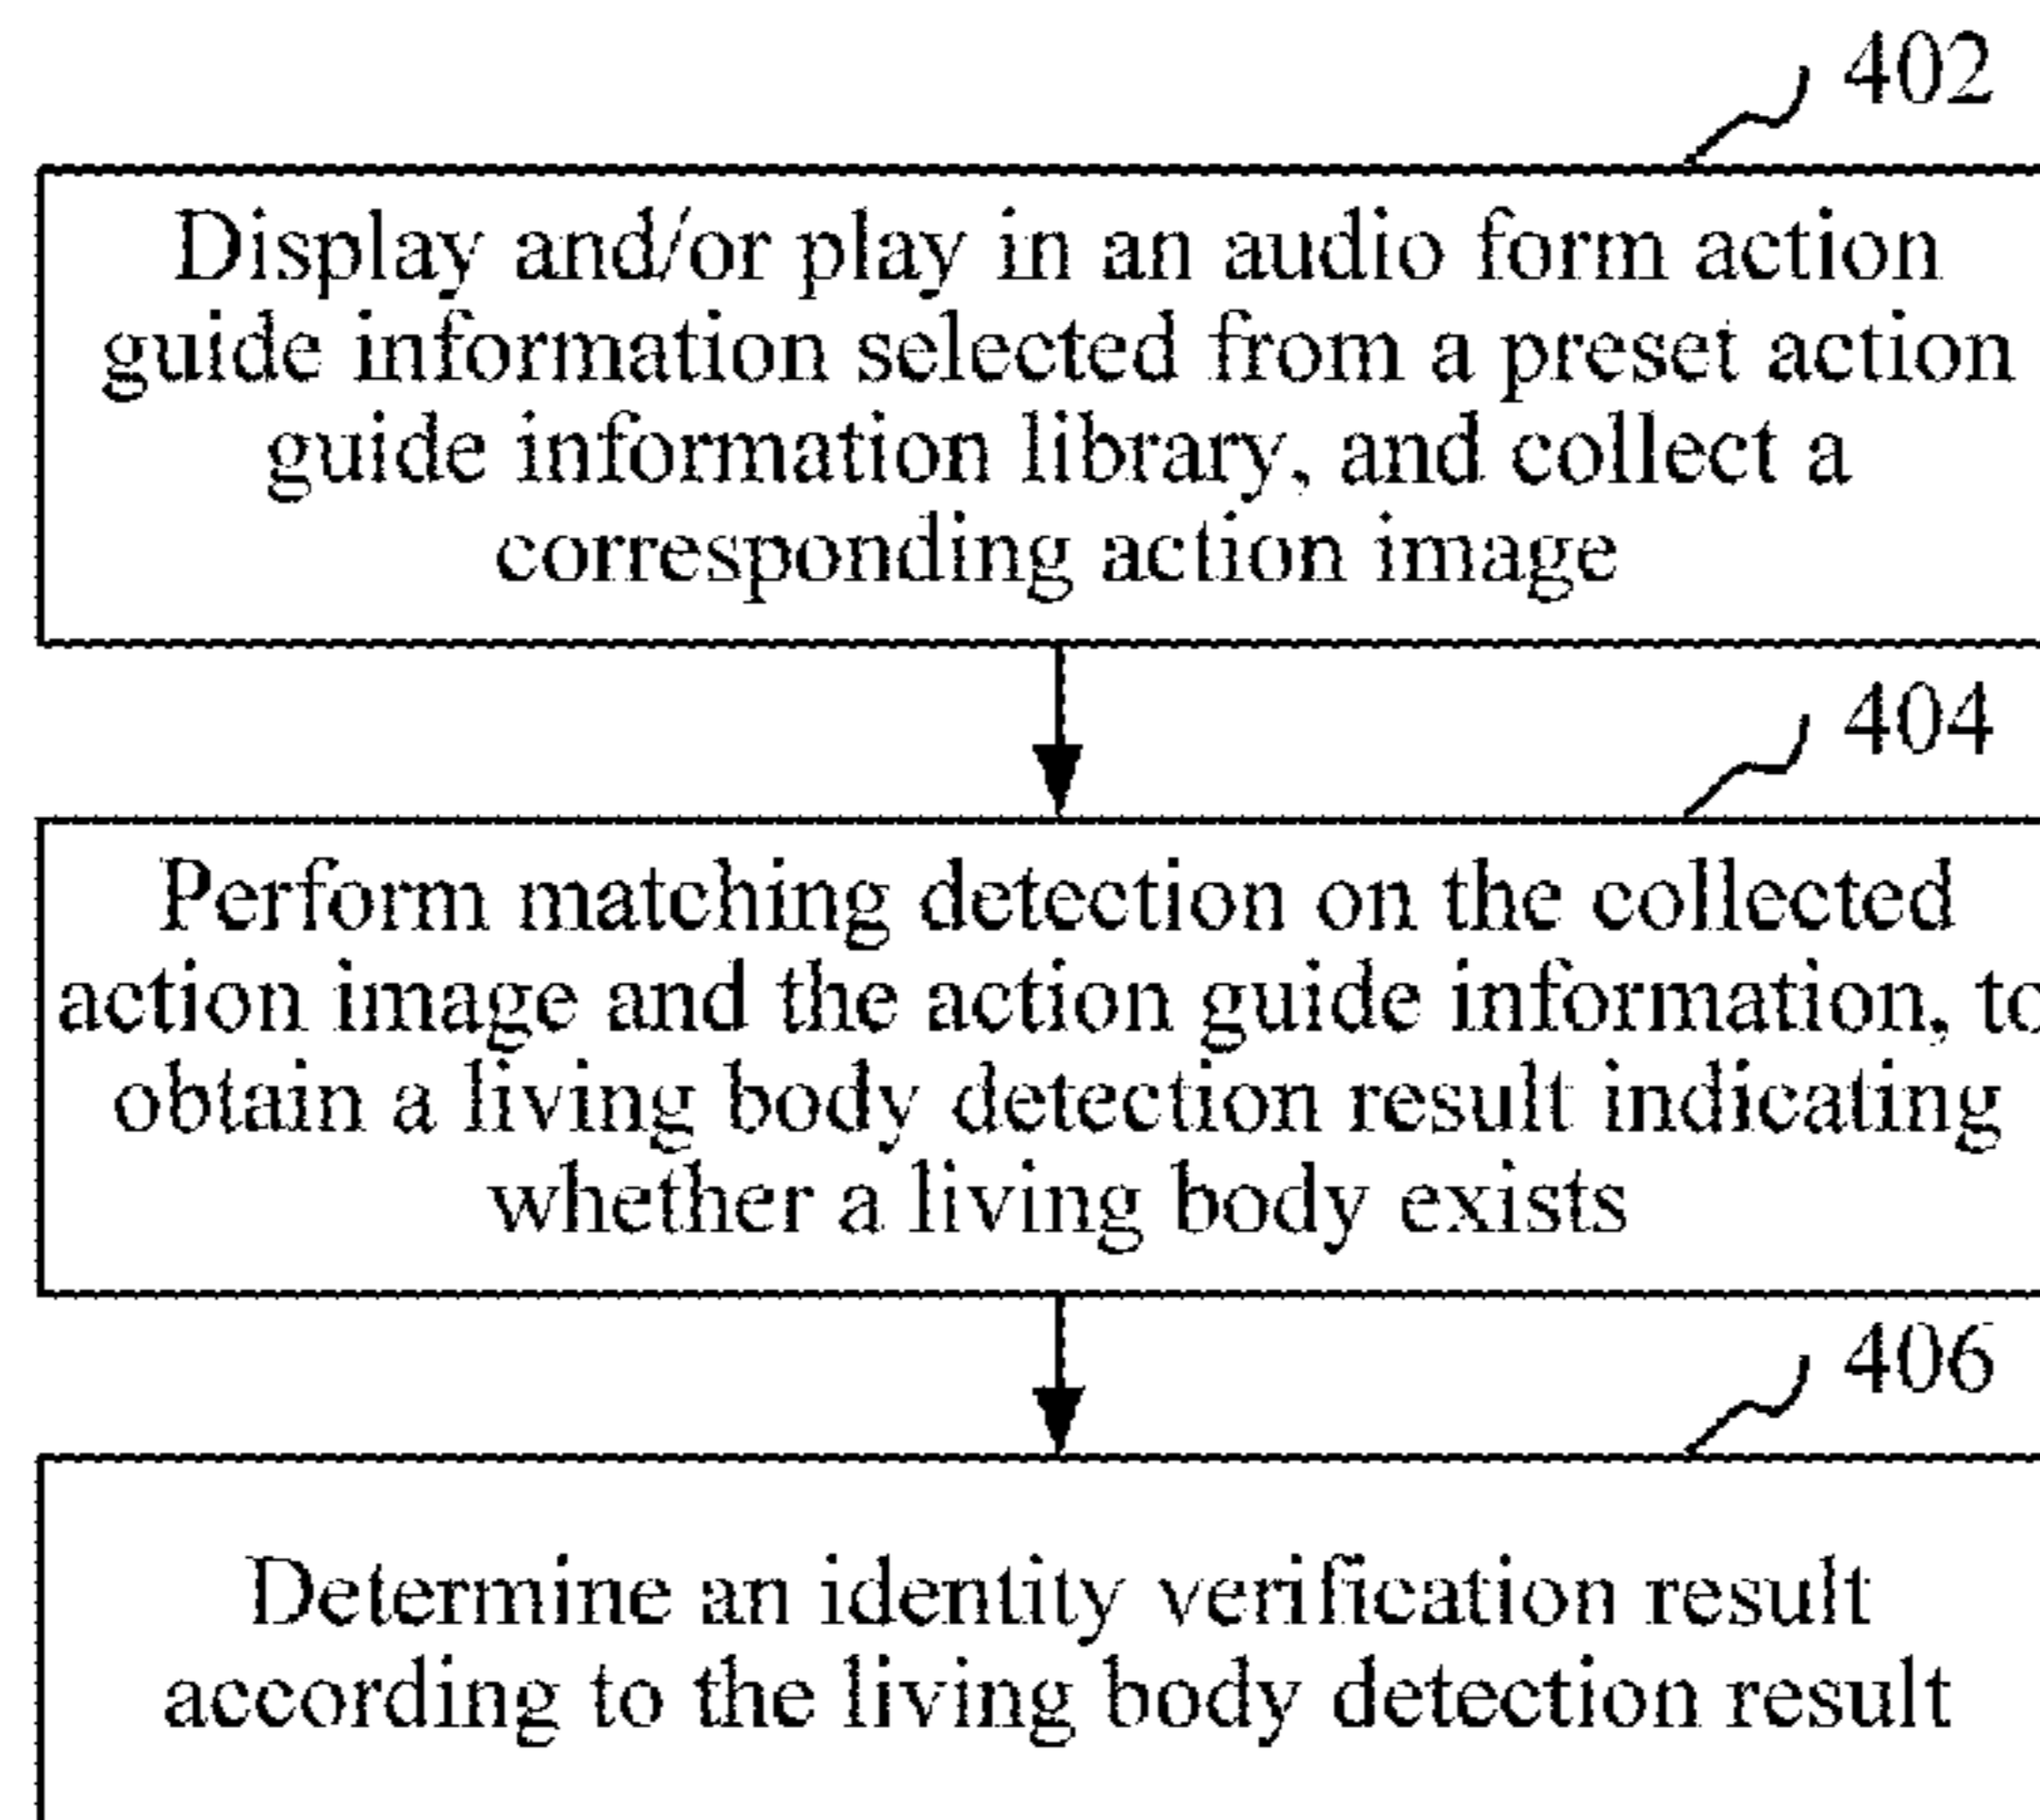 402
Display and/or play in an audio form action
guide information selected from a preset action
guide information library, and collect a
corresponding action image
404
Perform matching detection on the collected
action image and the action guide information, to
obtain a living body detection result indicating
whether a living body exists
406
Determine an identity verification result
according to the living body detection result